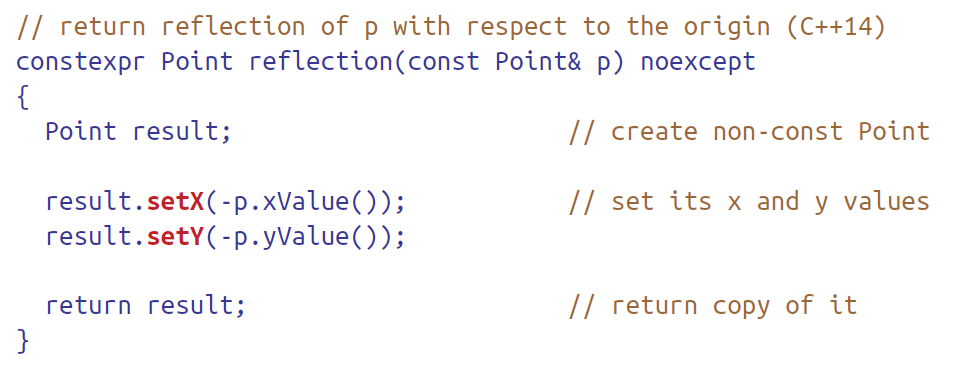 // return reflection of p with respect to the origin (C++14)
constexpr Point reflection(const Point& p) noexcept
{
  Point result;                       // create non-const Point
  result.setX(-p.xValue());           // set its x and y values
  result.setY(-p.yValue());
  return result;                      // return copy of it
}